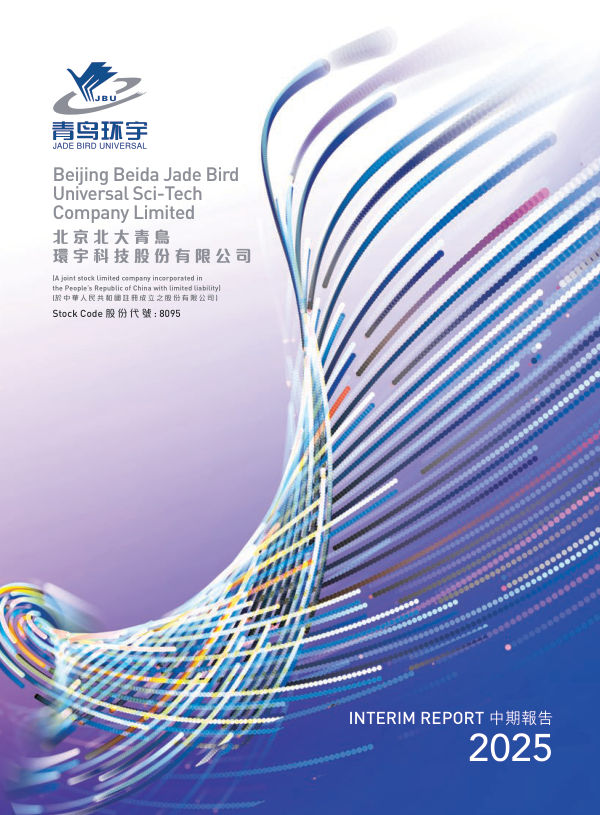 JBU
青鸟环宇
JADE BIRD UNIVERSAL
Beijing Beida Jade Bird
Universal Sci-Tech
Company Limited
北京北大青鳥
環宇科技股份有限公司
(A joint stock limited company incorporated in
the People's Republic of China with limited liability)
(於中華人民共和國註冊成立之股份有限公司)
Stock Code 股份代號 : 8095
INTERIM REPORT 中期報告
2025